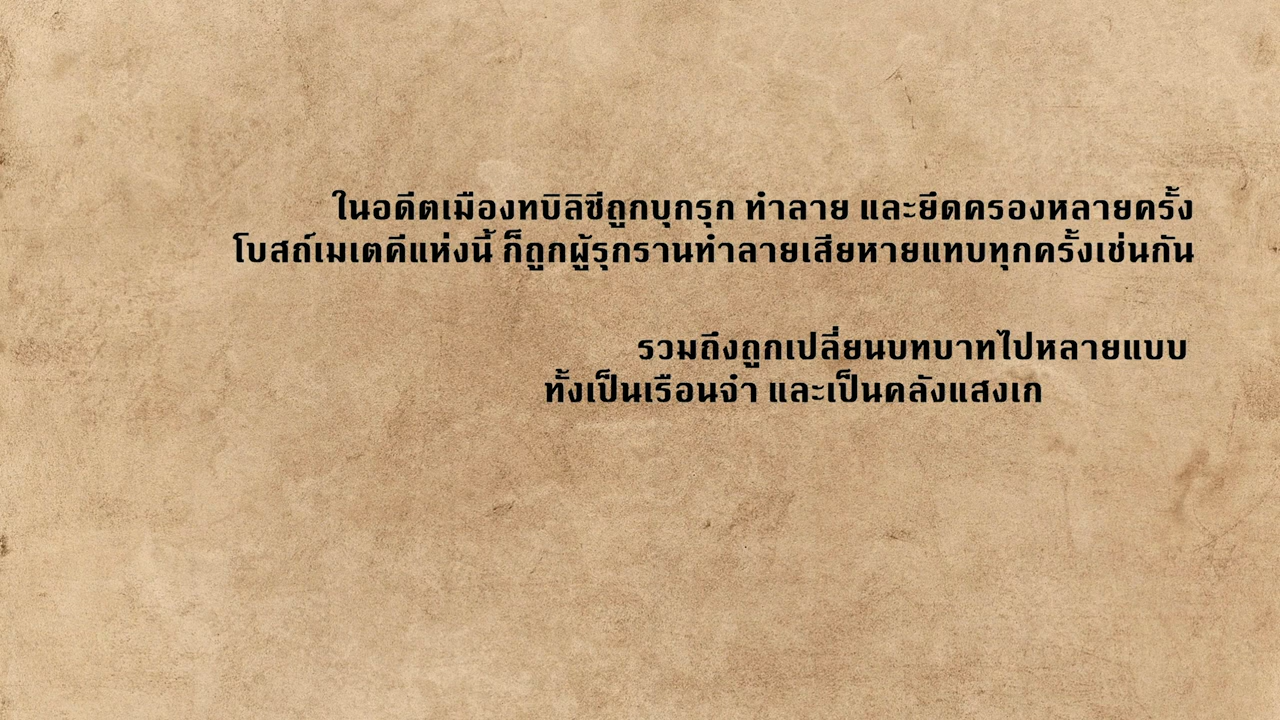 ในอดีตเมืองทบิลิซีถูกบุกรุก ทำลาย และยึดครองหลายครั้ง
โบสถ์เมเตคีแห่งนี้ ก็ถูกผู้รุกรานทำลายเสียหายแทบทุกครั้งเช่นกัน
รวมถึงถูกเปลี่ยนบทบาทไปหลายแบบ
ทั้งเป็นเรือนจำ และเป็นคลังแสงเก